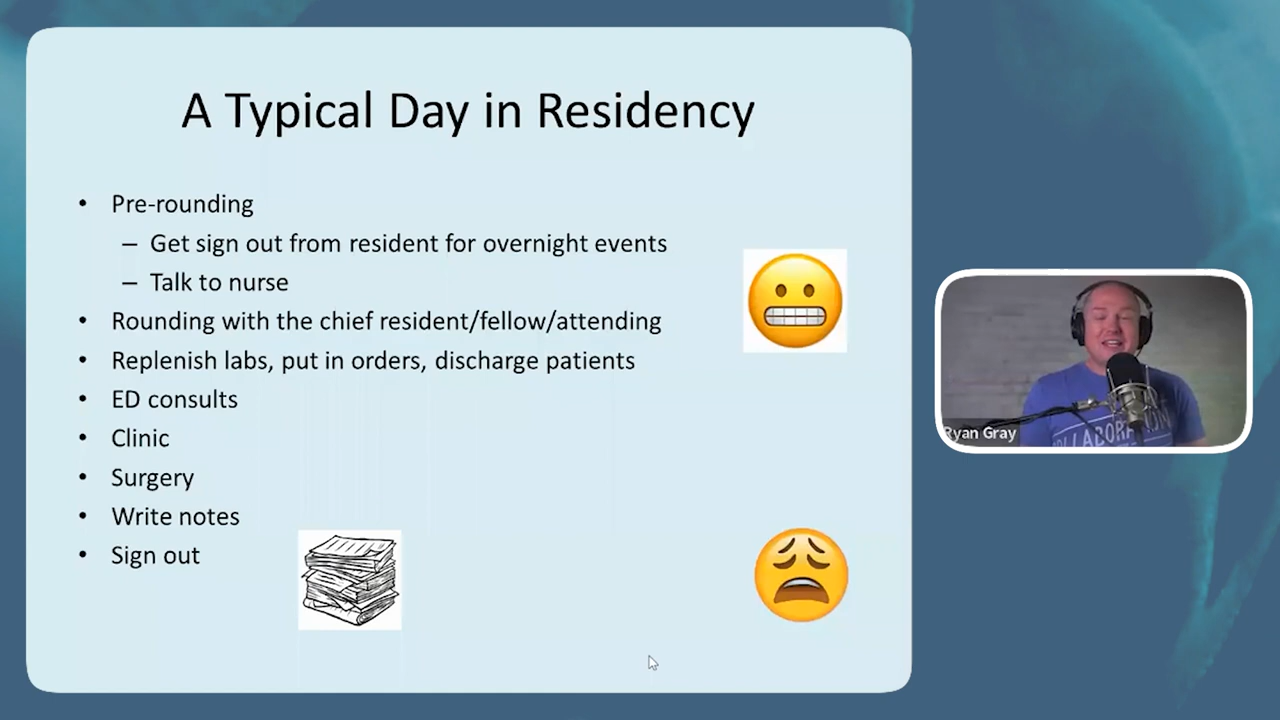 A Typical Day in Residency
• Pre-rounding
– Get sign out from resident for overnight events
– Talk to nurse
• Rounding with the chief resident/fellow/attending
• Replenish labs, put in orders, discharge patients
• ED consults
• Clinic
• Surgery
• Write notes
• Sign out
Ryan Gray